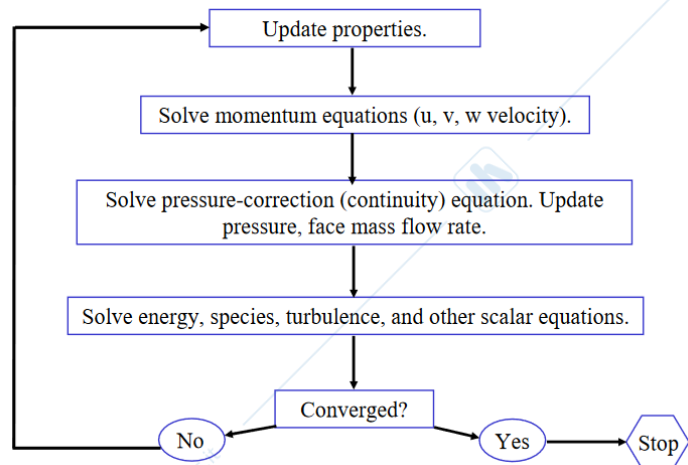 Update properties.
Solve momentum equations (u, v, w velocity).
Solve pressure-correction (continuity) equation. Update
pressure, face mass flow rate.
Solve energy, species, turbulence, and other scalar equations.
Converged?
No
Yes
Stop